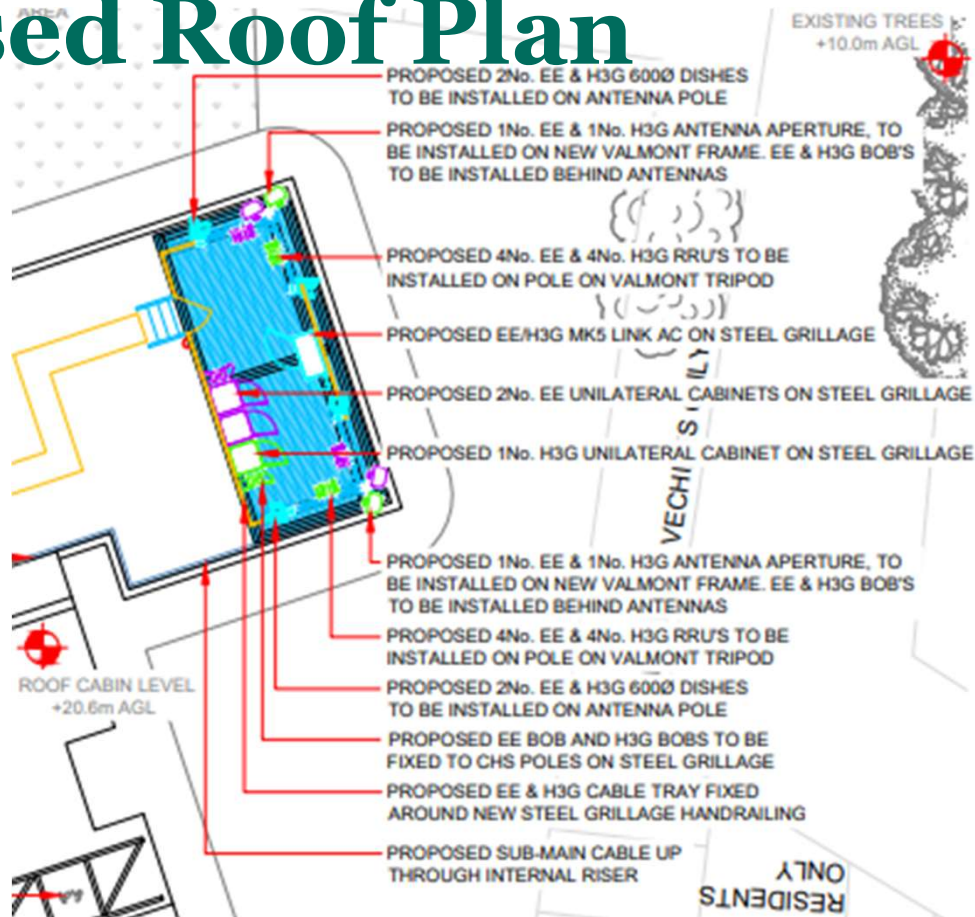 AREA
sed Roof Plan
EXISTING TREES
+10.0m AGL
PROPOSED 2No. EE & H3G 600Ø DISHES
TO BE INSTALLED ON ANTENNA POLE
PROPOSED 1No. EE & 1No. H3G ANTENNA APERTURE, TO
BE INSTALLED ON NEW VALMONT FRAME. EE & H3G BOB'S
TO BE INSTALLED BEHIND ANTENNAS
PROPOSED 4No. EE & 4No. H3G RRU'S TO BE
INSTALLED ON POLE ON VALMONT TRIPOD
PROPOSED EE/H3G MK5 LINK AC ON STEEL GRILLAGE
PROPOSED 2No. EE UNILATERAL CABINETS ON STEEL GRILLAGE
PROPOSED 1No. H3G UNILATERAL CABINET ON STEEL GRILLAGE
PROPOSED 1No. EE & 1No. H3G ANTENNA APERTURE, TO
BE INSTALLED ON NEW VALMONT FRAME. EE & H3G BOB'S
TO BE INSTALLED BEHIND ANTENNAS
PROPOSED 4No. EE & 4No. H3G RRU'S TO BE
INSTALLED ON POLE ON VALMONT TRIPOD
PROPOSED 2No. EE & H3G 600Ø DISHES
TO BE INSTALLED ON ANTENNA POLE
PROPOSED EE BOB AND H3G BOBS TO BE
FIXED TO CHS POLES ON STEEL GRILLAGE
PROPOSED EE & H3G CABLE TRAY FIXED
AROUND NEW STEEL GRILLAGE HANDRAILING
PROPOSED SUB-MAIN CABLE UP
THROUGH INTERNAL RISER
ROOF CABIN LEVEL
+20.6m AGL
RESIDENTS
ONLY